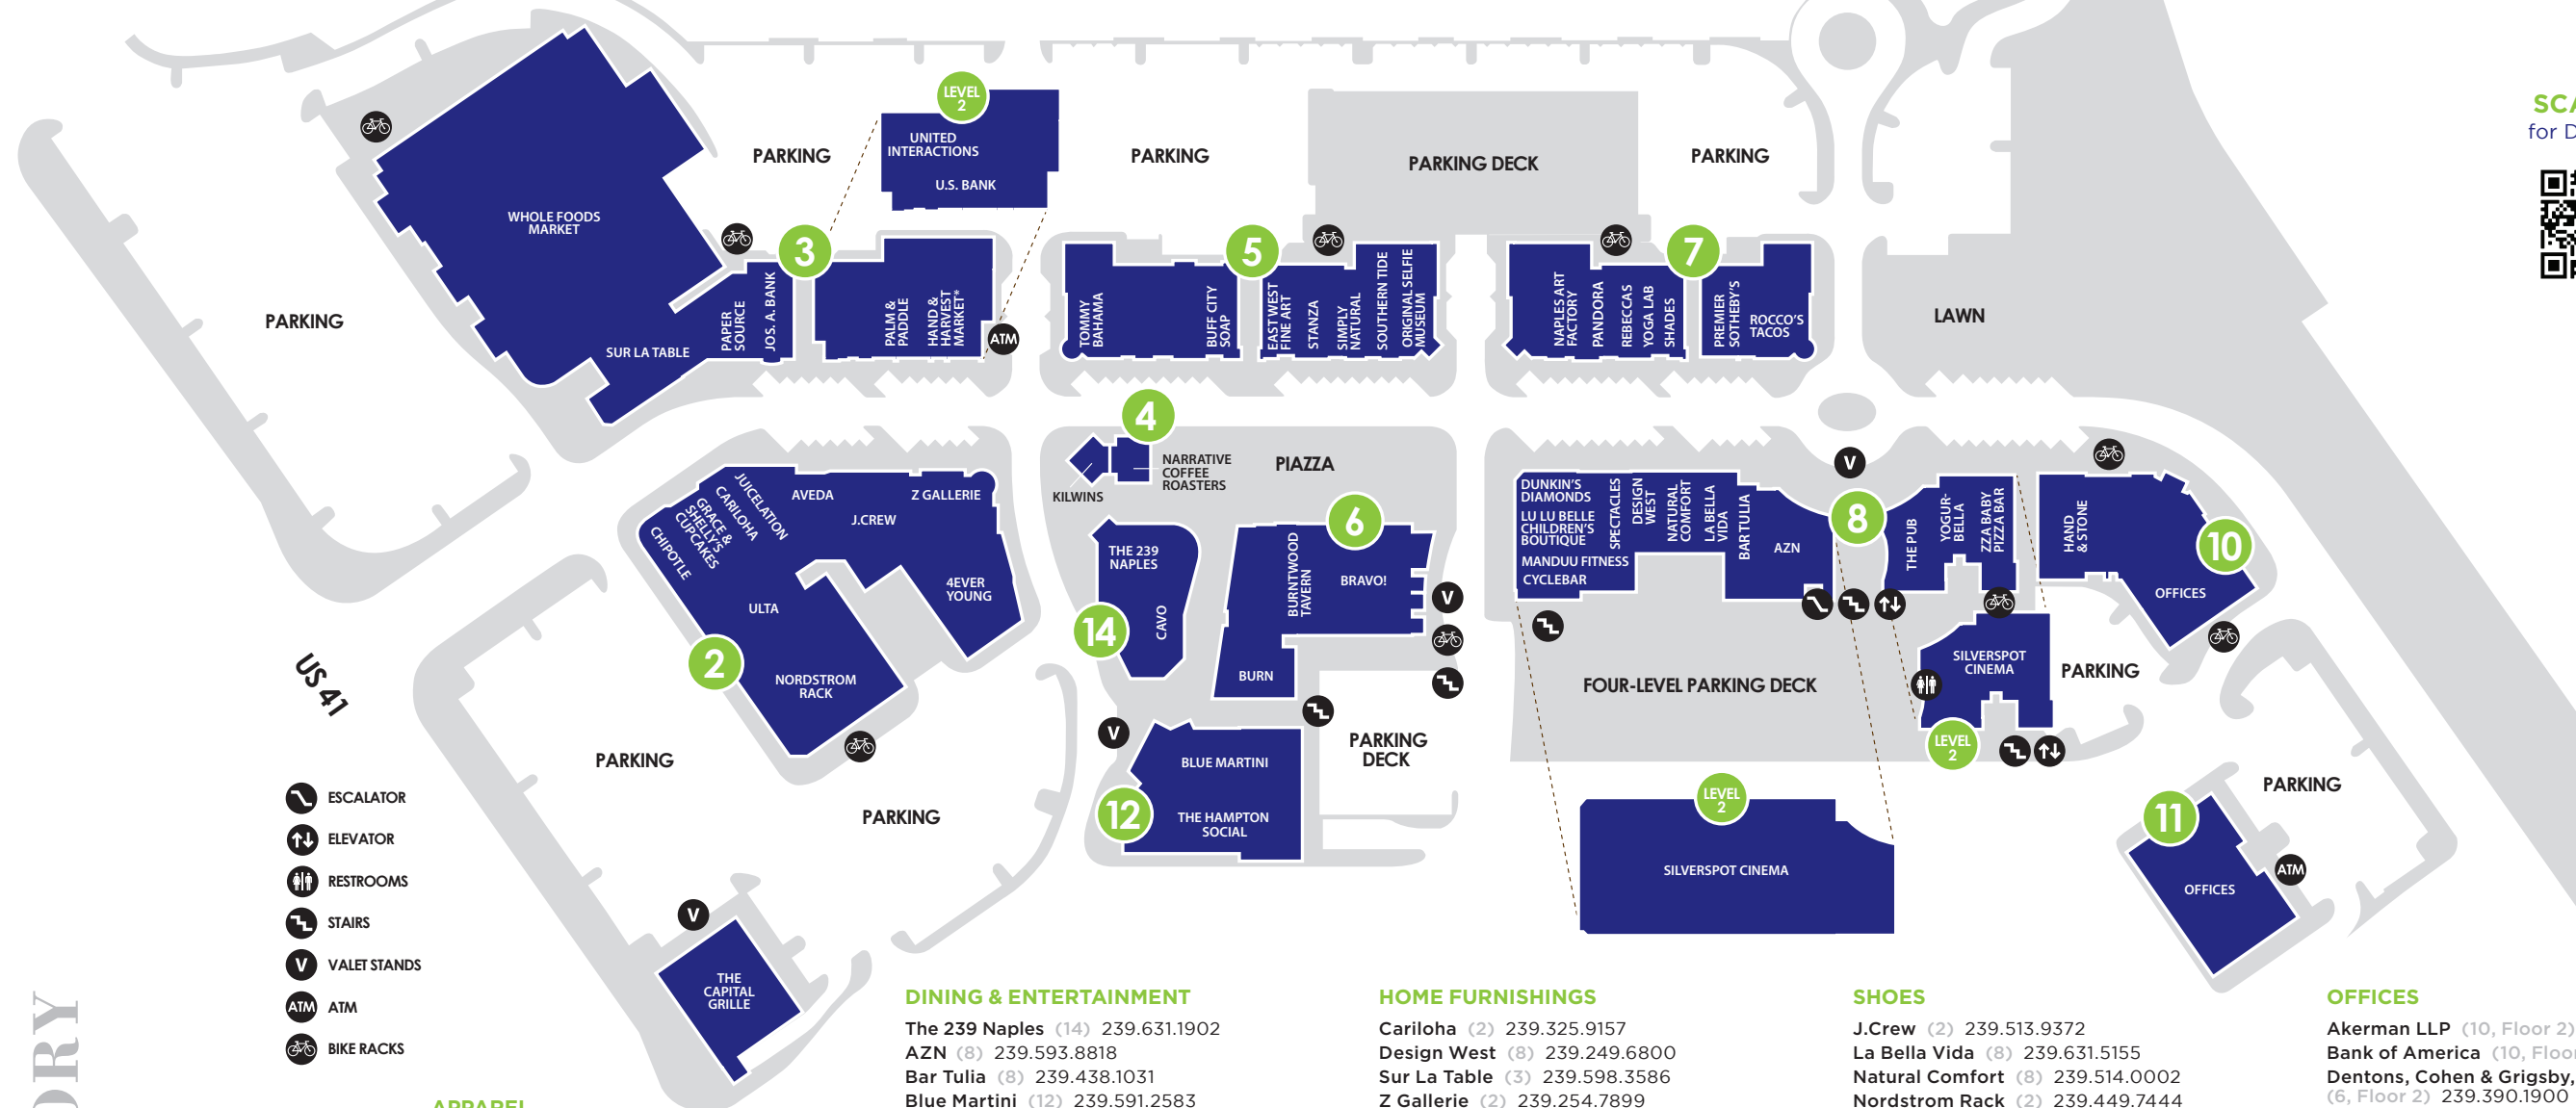 SCA
for D
LEVEL
2
UNITED
INTERACTIONS
U.S. BANK
PARKING
PARKING
PARKING DECK
PARKING
WHOLE FOODS
MARKET
3
5
7
PARKING
SUR LA TABLE
PAPER
SOURCE
JOS. A. BANK
PALM &
PADDLE
HAND &
HARVEST
MARKET*
ATM
TOMMY
BAHAMA
BUFF CITY
SOAP
EAST WEST
FINE ART
STANZA
SIMPLY
NATURAL
SOUTHERN TIDE
ORIGINAL SELFIE
MUSEUM
NAPLES ART
FACTORY
PANDORA
REBECCAS
YOGA LAB
SHADES
PREMIER
SOTHEBY'S
ROCCO'S
TACOS
LAWN
4
KILWINS
NARRATIVE
COFFEE
ROASTERS
PIAZZA
CHIPOTLE
GRACE &
SHELLY'S
CUPCAKES
CARILOHA
JUICELATION
AVEDA
J.CREW
Z GALLERIE
4EVER
YOUNG
ULTA
NORDSTROM
RACK
2
THE 239
NAPLES
CAVO
14
6
BURNTWOOD
TAVERN
BRAVO!
BURN
V
V
BLUE MARTINI
THE HAMPTON
SOCIAL
12
PARKING
DECK
DUNKIN'S
DIAMONDS
LU LU BELLE
CHILDREN'S
BOUTIQUE
MANDUU FITNESS
CYCLEBAR
SPECTACLES
DESIGN
WEST
NATURAL
COMFORT
LA BELLA
VIDA
BAR TULIA
AZN
V
8
THE PUB
YOGUR-
BELLA
ZZA BABY
PIZZA BAR
HAND
& STONE
10
OFFICES
FOUR-LEVEL PARKING DECK
SILVERSPOT
CINEMA
LEVEL
2
PARKING
LEVEL
2
SILVERSPOT CINEMA
PARKING
11
OFFICES
ATM
US 41
PARKING
PARKING
V
THE
CAPITAL
GRILLE
ESCALATOR
ELEVATOR
RESTROOMS
STAIRS
V VALET STANDS
ATM ATM
BIKE RACKS
ORY
APPAREL
DINING & ENTERTAINMENT
The 239 Naples (14) 239.631.1902
AZN (8) 239.593.8818
Bar Tulia (8) 239.438.1031
Blue Martini (12) 239.591.2583
HOME FURNISHINGS
Cariloha (2) 239.325.9157
Design West (8) 239.249.6800
Sur La Table (3) 239.598.3586
Z Gallerie (2) 239.254.7899
SHOES
J.Crew (2) 239.513.9372
La Bella Vida (8) 239.631.5155
Natural Comfort (8) 239.514.0002
Nordstrom Rack (2) 239.449.7444
OFFICES
Akerman LLP (10, Floor 2)
Bank of America (10, Floo
Dentons, Cohen & Grigsby,
(6, Floor 2) 239.390.1900